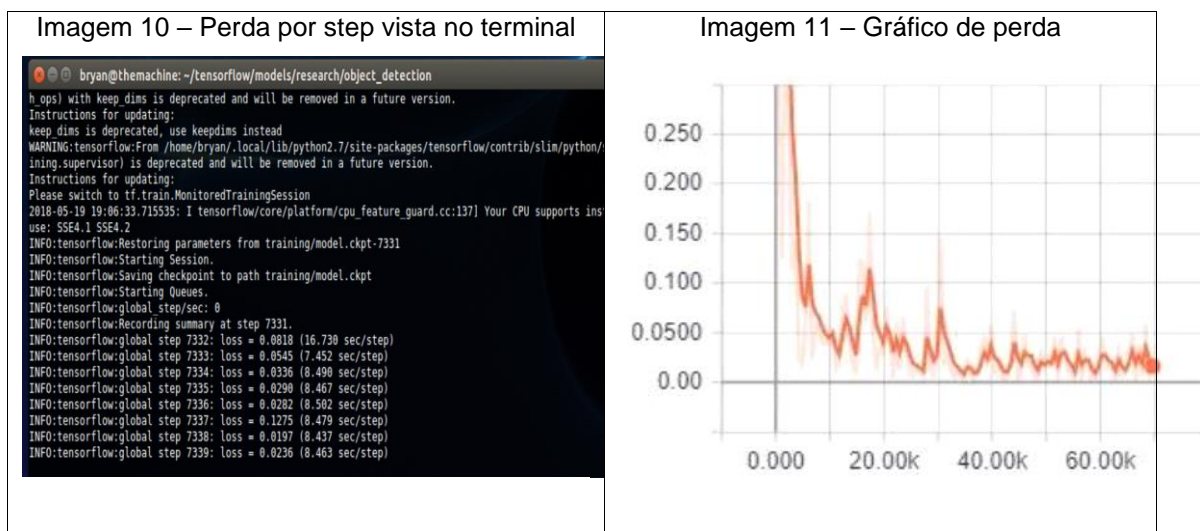 Imagem 10 – Perda por step vista no terminal
bryan@themachine: ~/tensorflow/models/research/object_detection
h_ops) with keep_dims is deprecated and will be removed in a future version.
Instructions for updating:
keep_dims is deprecated, use keepdims instead
WARNING:tensorflow:From /home/bryan/.local/lib/python2.7/site-packages/tensorflow/contrib/slim/python/
ining.supervisor) is deprecated and will be removed in a future version.
Instructions for updating:
Please switch to tf.train.MonitoredTrainingSession
2018-05-19 19:06:33.715535: I tensorflow/core/platform/cpu_feature_guard.cc:137] Your CPU supports ins
use: SSE4.1 SSE4.2
INFO:tensorflow:Restoring parameters from training/model.ckpt-7331
INFO:tensorflow:Starting Session.
INFO:tensorflow:Saving checkpoint to path training/model.ckpt
INFO:tensorflow:Starting Queues.
INFO:tensorflow:global_step/sec: 0
INFO:tensorflow:Recording summary at step 7331.
INFO:tensorflow:global step 7332: loss = 0.0818 (16.730 sec/step)
INFO:tensorflow:global step 7333: loss = 0.0545 (7.452 sec/step)
INFO:tensorflow:global step 7334: loss = 0.0336 (8.490 sec/step)
INFO:tensorflow:global step 7335: loss = 0.0290 (8.467 sec/step)
INFO:tensorflow:global step 7336: loss = 0.0282 (8.502 sec/step)
INFO:tensorflow:global step 7337: loss = 0.1275 (8.479 sec/step)
INFO:tensorflow:global step 7338: loss = 0.0197 (8.437 sec/step)
INFO:tensorflow:global step 7339: loss = 0.0236 (8.463 sec/step)
Imagem 11 – Gráfico de perda
0.250
0.200
0.150
0.100
0.0500
0.00
0.000 20.00k 40.00k 60.00k